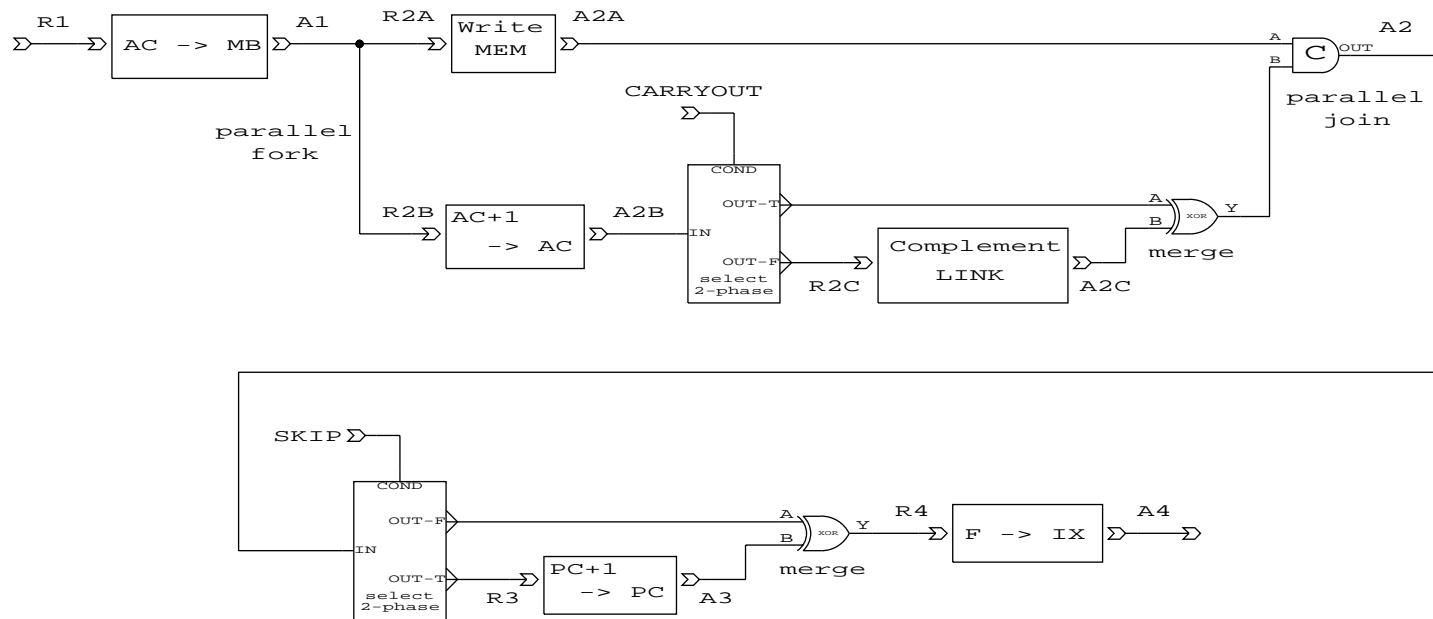 R1
AC -> MB
A1
R2A
Write
MEM
A2A
A
B
C
OUT
A2
parallel
fork
parallel
join
CARRYOUT
COND
OUT-T
IN
OUT-F
select
2-phase
R2B
AC+1
-> AC
A2B
R2C
Complement
LINK
A2C
A
B
XOR
Y
merge
SKIP
COND
OUT-F
IN
OUT-T
select
2-phase
R3
PC+1
-> PC
A3
A
B
XOR
Y
merge
R4
F -> IX
A4